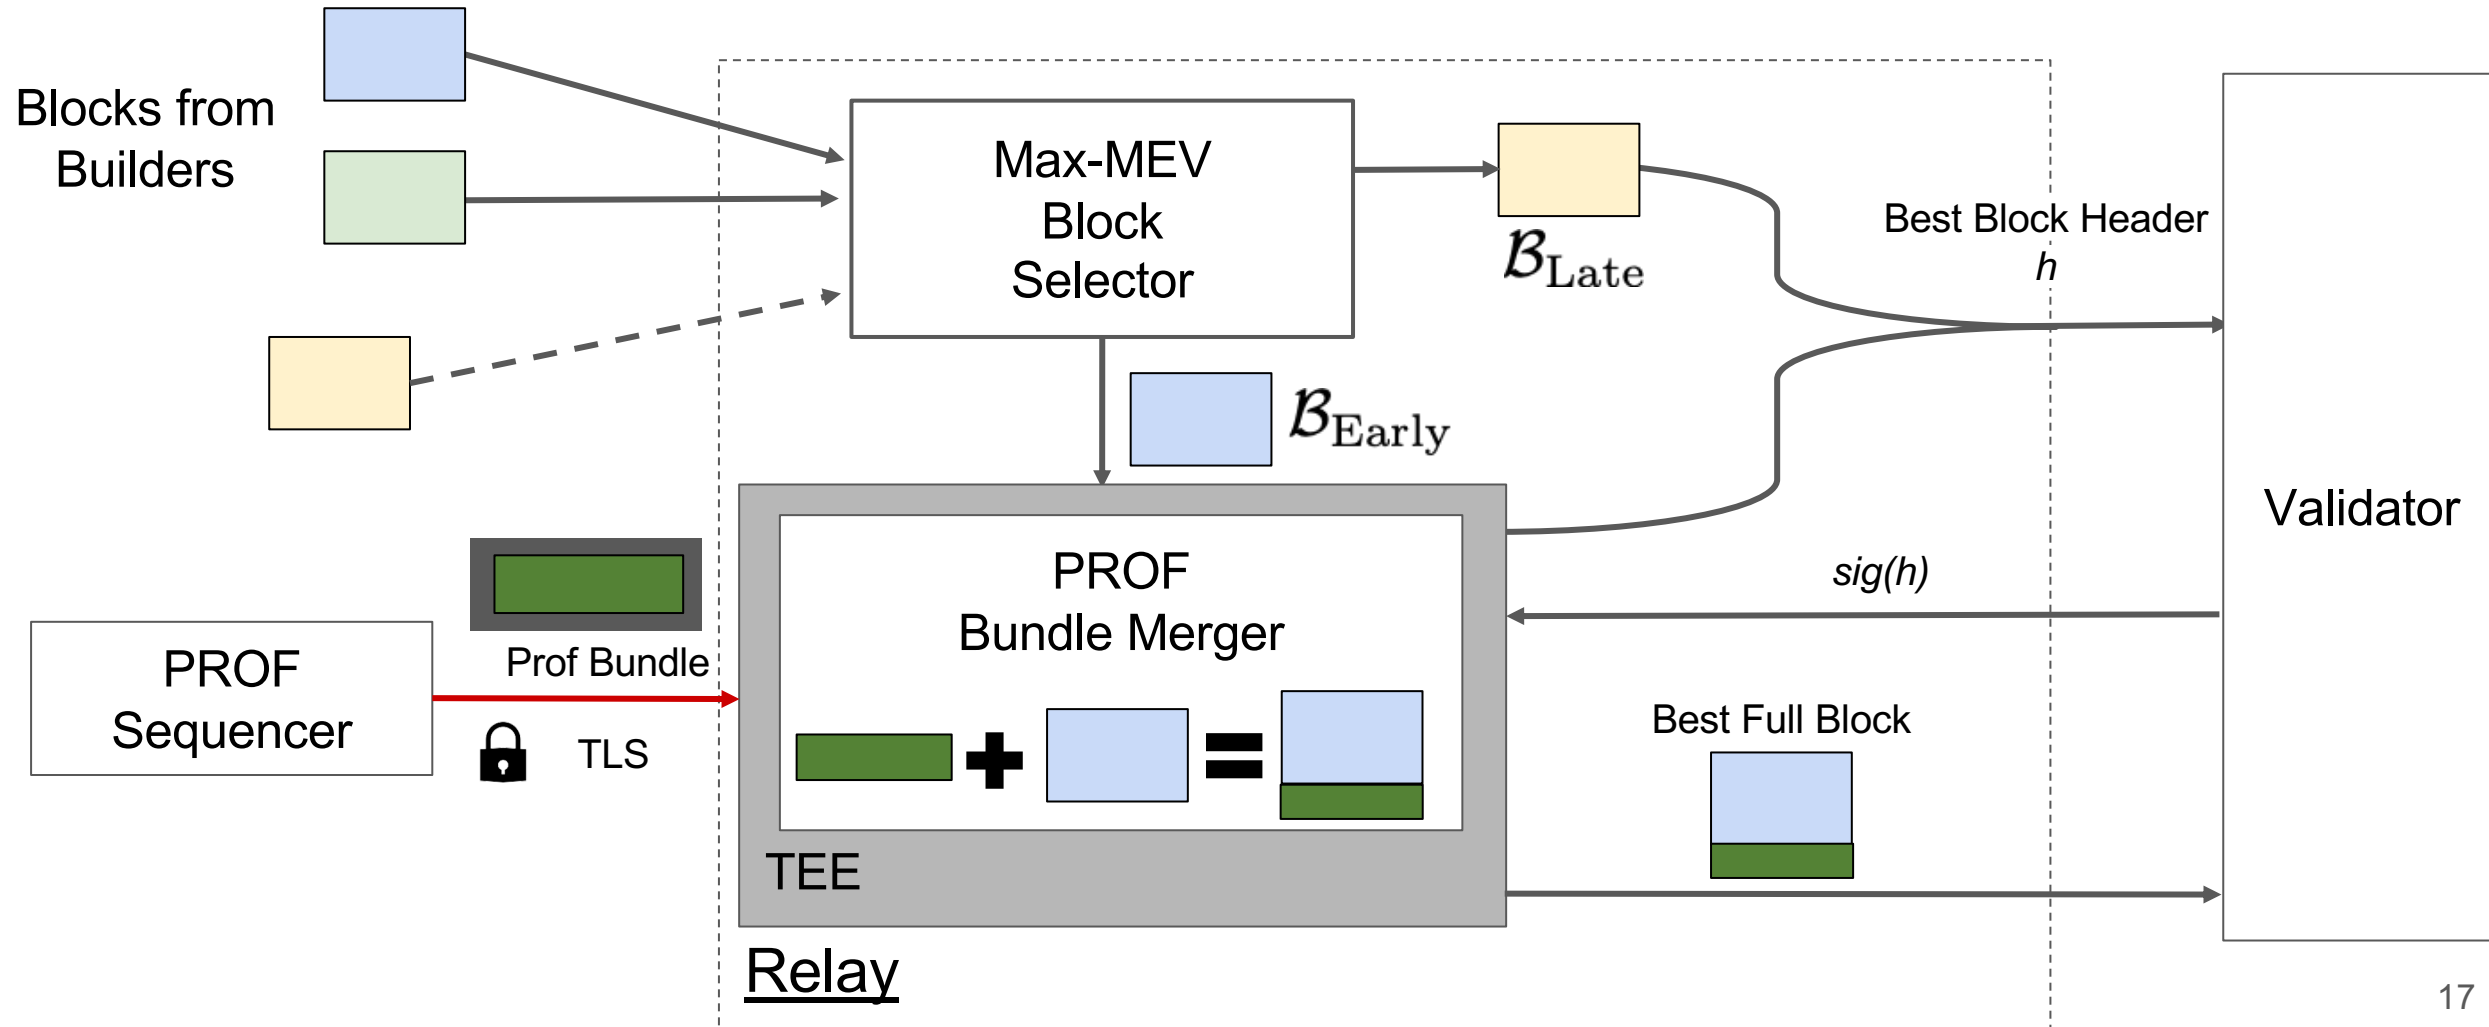 Blocks from
Builders
Max-MEV
Block
Selector
ℬ_Late
Best Block Header
h
ℬ_Early
Validator
PROF
Bundle Merger
sig(h)
Prof Bundle
PROF
Sequencer
TLS
+
=
Best Full Block
TEE
Relay
17